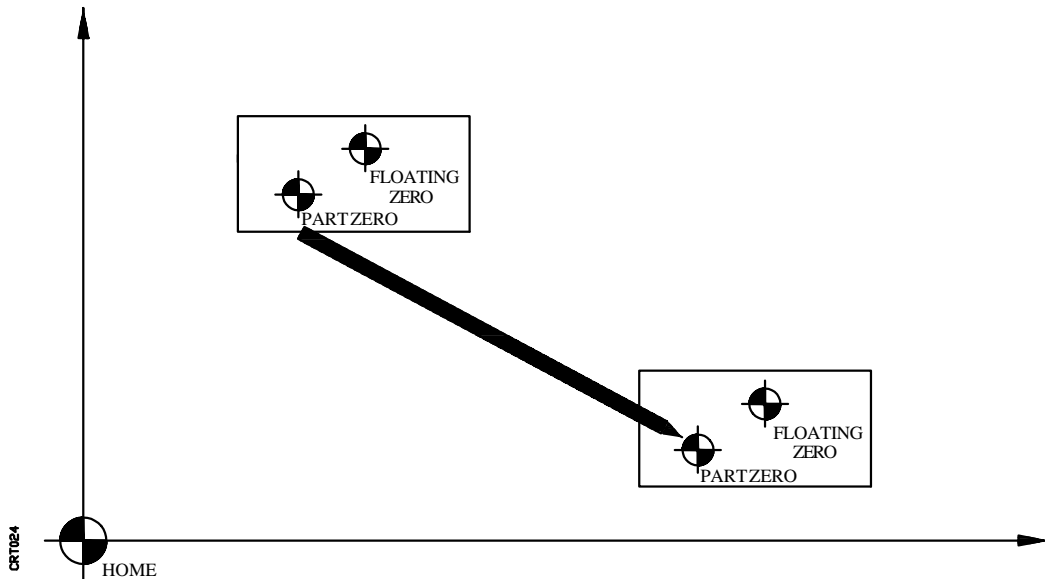 FLOATING
ZERO
PARTZERO
FLOATING
ZERO
PARTZERO
HOME
CRT024